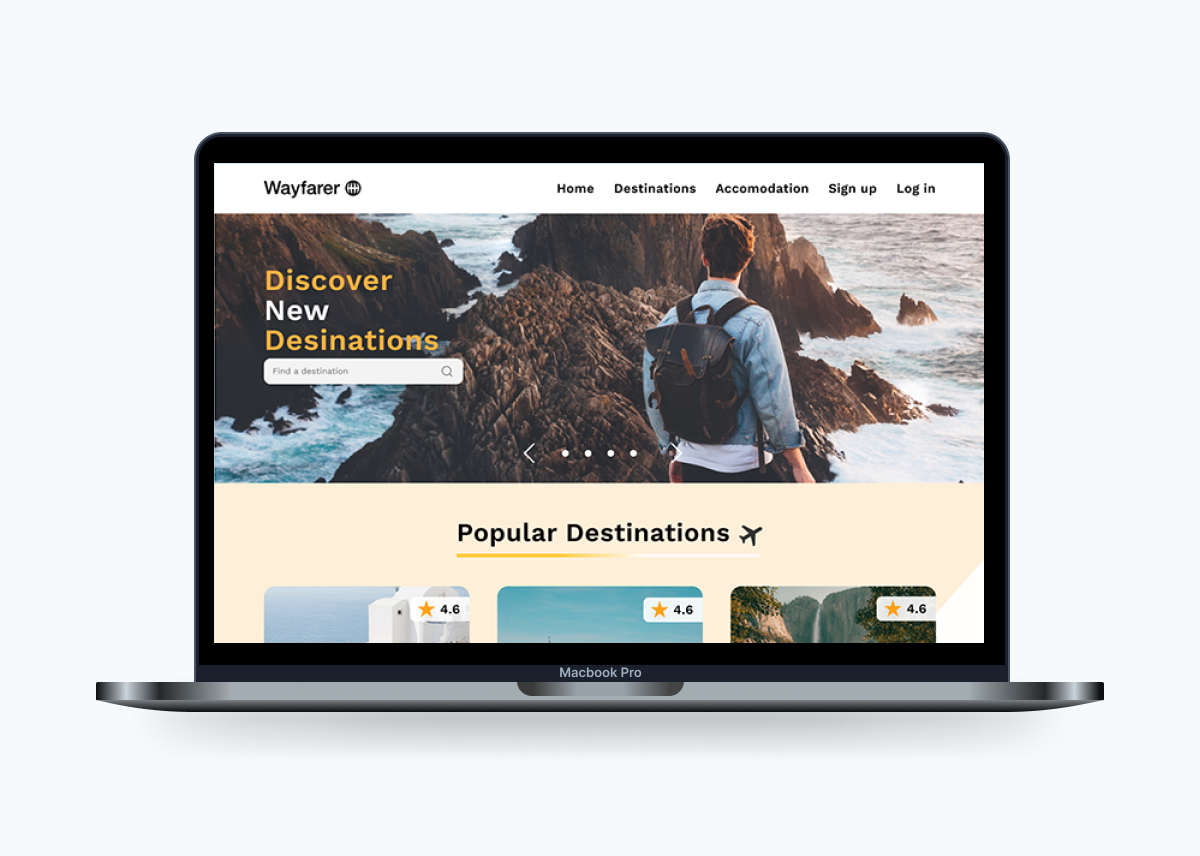 Wayfarer
Home Destinations Accomodation Sign up Log in
Discover
New
Desinations
Find a destination
Popular Destinations
4.6 4.6 4.6
Macbook Pro